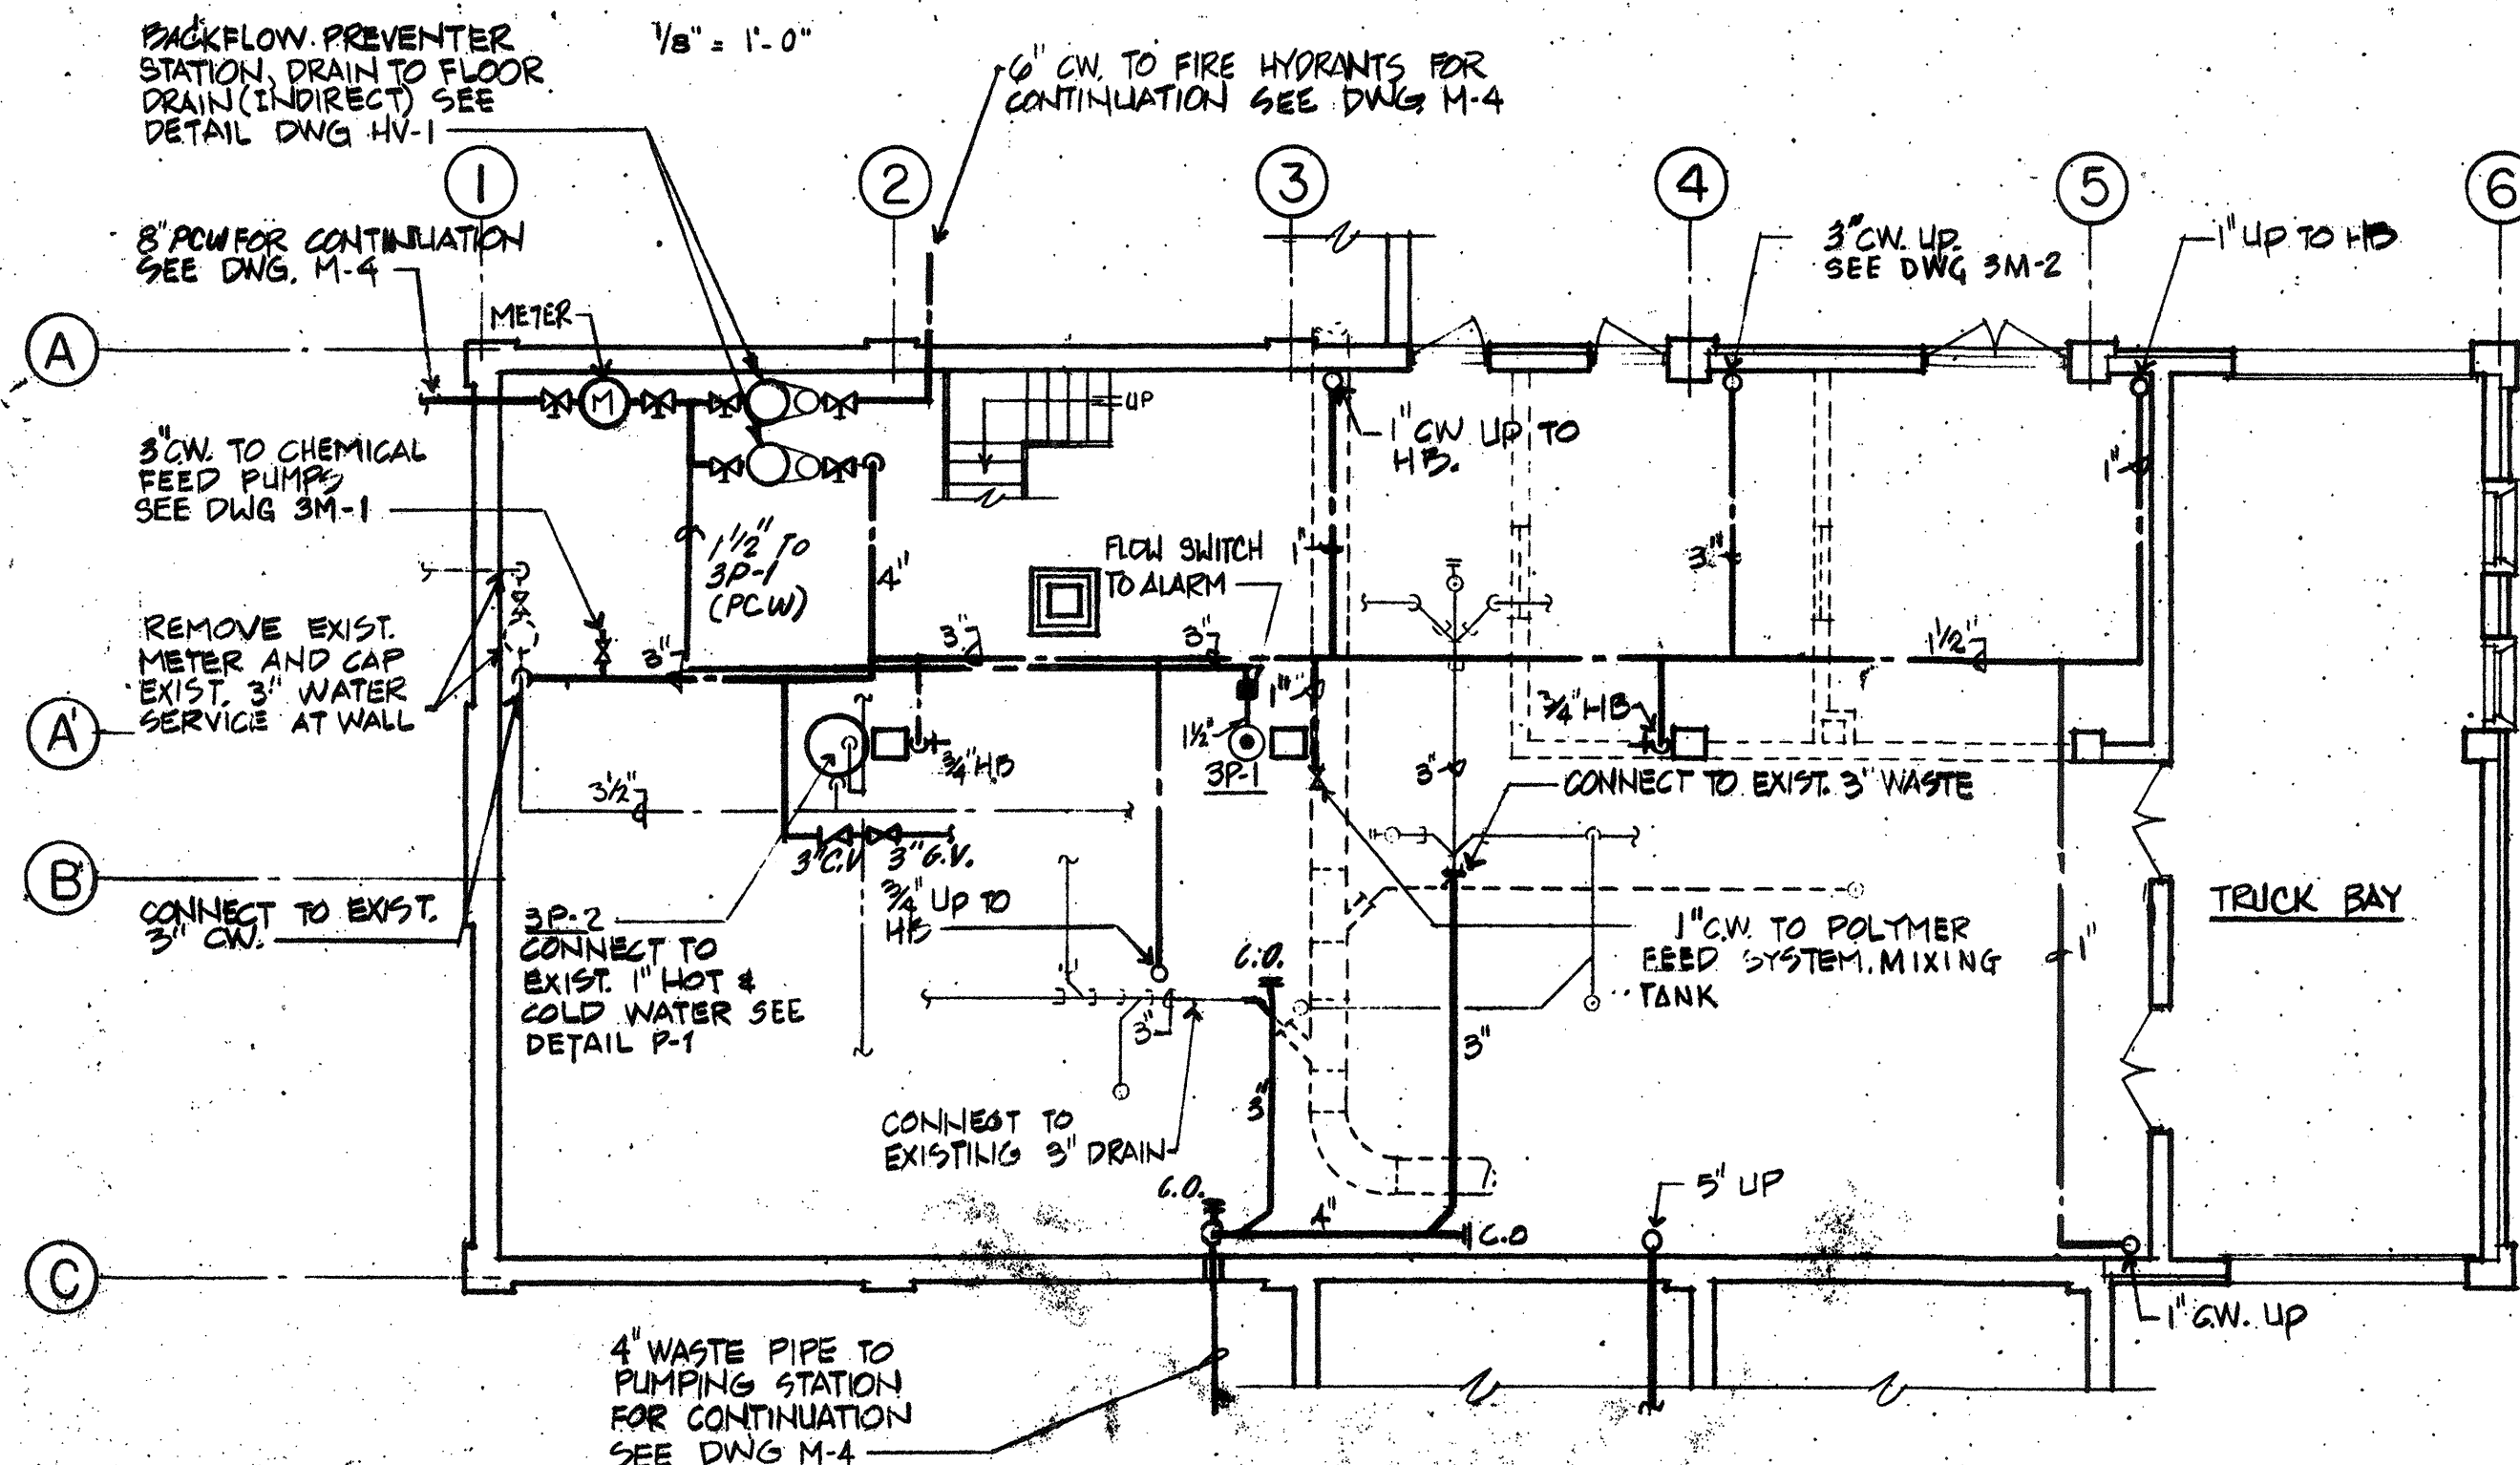 BACKFLOW PREVENTER
STATION, DRAIN TO FLOOR
DRAIN (INDIRECT) SEE
DETAIL DWG HV-1
1/8" = 1'-0"
6" CW. TO FIRE HYDRANTS FOR
CONTINUATION SEE DWG. M-4
1
2
3
4
5
6
8" PCW FOR CONTINUATION
SEE DWG. M-4
3" CW. UP.
SEE DWG 3M-2
1" UP TO HB
METER
A
M
UP
1" CW UP TO
HB.
3" C.W. TO CHEMICAL
FEED PUMPS
SEE DWG 3M-1
1"
1 1/2" TO
3P-1
(PCW)
4"
FLOW SWITCH
TO ALARM
1"
3"
REMOVE EXIST.
METER AND CAP
EXIST. 3" WATER
SERVICE AT WALL
3"
3"
3"
1 1/2"
1"
3/4" HB
A'
3/4" HB
1 1/2"
3P-1
3"
CONNECT TO EXIST. 3" WASTE
3 1/2"
3" C.V
3" G.V.
B
CONNECT TO EXIST.
3" CW.
3P-2
CONNECT TO
EXIST. 1" HOT &
COLD WATER SEE
DETAIL P-1
3/4" UP TO
HB
C.O.
1" C.W. TO POLYMER
FEED SYSTEM. MIXING
TANK
1"
TRUCK BAY
3"
3"
3"
CONNECT TO
EXISTING 3" DRAIN
C.O.
4"
C.O
5" UP
C
1" C.W. UP
4" WASTE PIPE TO
PUMPING STATION
FOR CONTINUATION
SEE DWG M-4